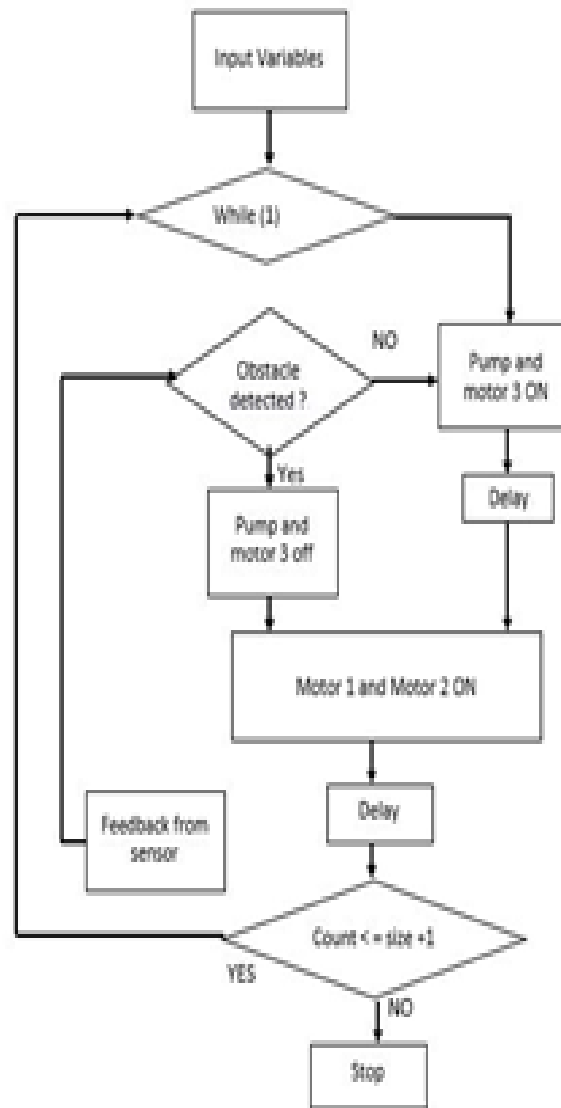 Input Variables
While (1)
NO
Obstacle
detected ?
Pump and
motor 3 ON
Yes
Delay
Pump and
motor 3 off
Motor 1 and Motor 2 ON
Delay
Feedback from
sensor
Count < = size +1
YES
NO
Stop